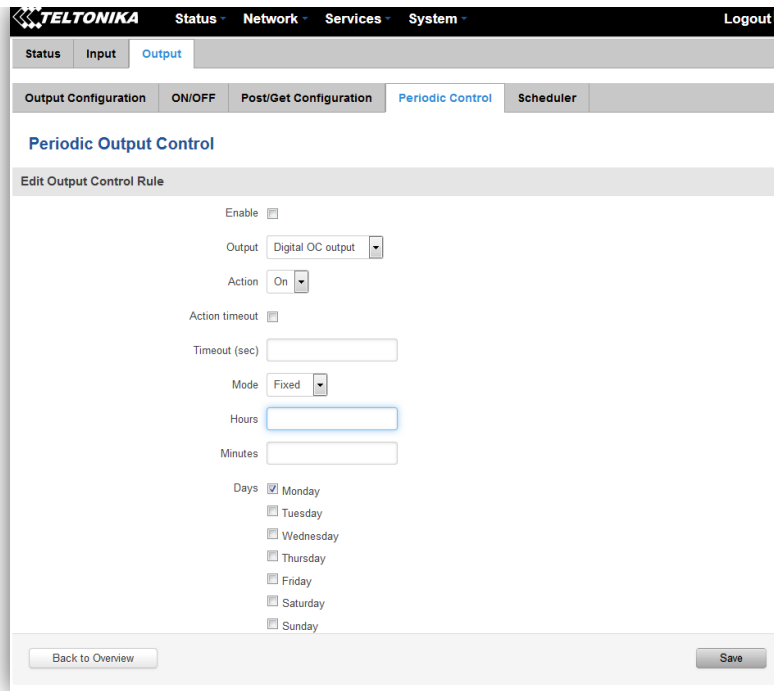 TELTONIKA Status Network Services System Logout
Status Input Output
Output Configuration ON/OFF Post/Get Configuration Periodic Control Scheduler
Periodic Output Control
Edit Output Control Rule
Enable
Output Digital OC output
Action On
Action timeout
Timeout (sec)
Mode Fixed
Hours
Minutes
Days Monday
Tuesday
Wednesday
Thursday
Friday
Saturday
Sunday
Back to Overview Save